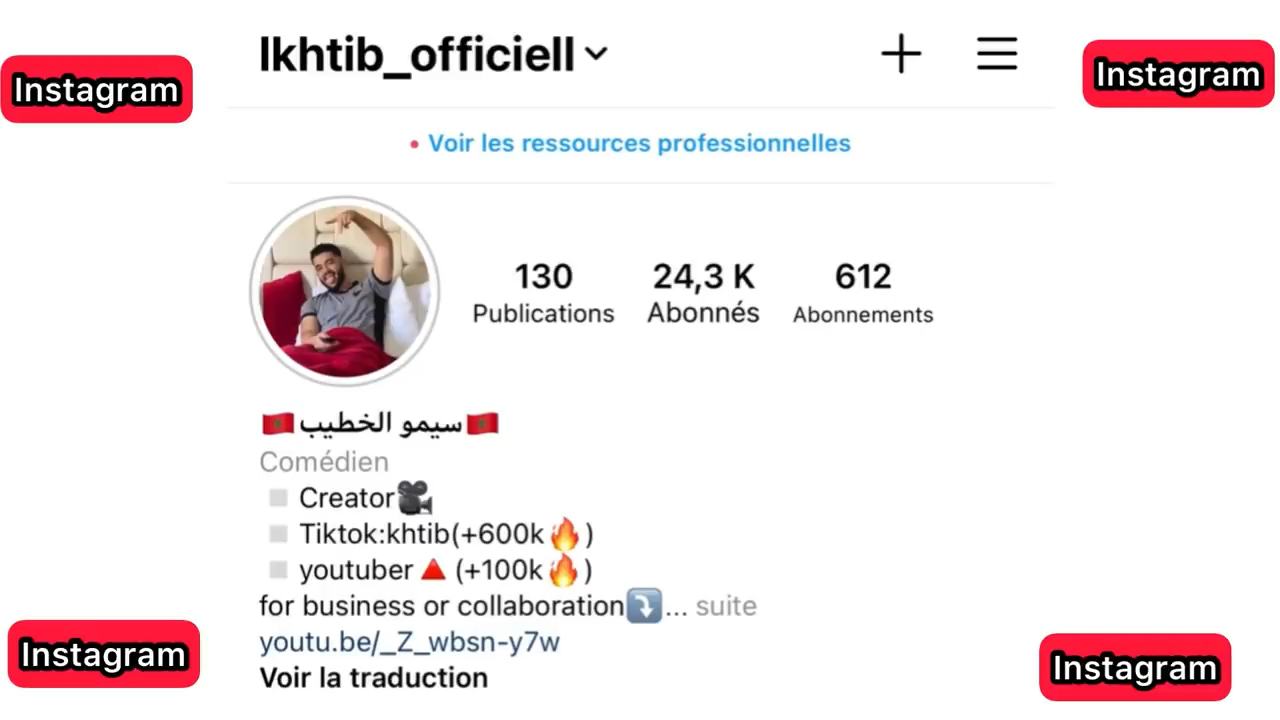 lkhtib_officiell
Instagram
Instagram
Voir les ressources professionnelles
130
Publications
24,3 K
Abonnés
612
Abonnements
سيمو الخطيب
Comédien
Creator
Tiktok:khtib(+600k🔥)
youtuber🔺(+100k🔥)
for business or collaboration⤵️... suite
youtu.be/_Z_wbsn-y7w
Voir la traduction
Instagram
Instagram